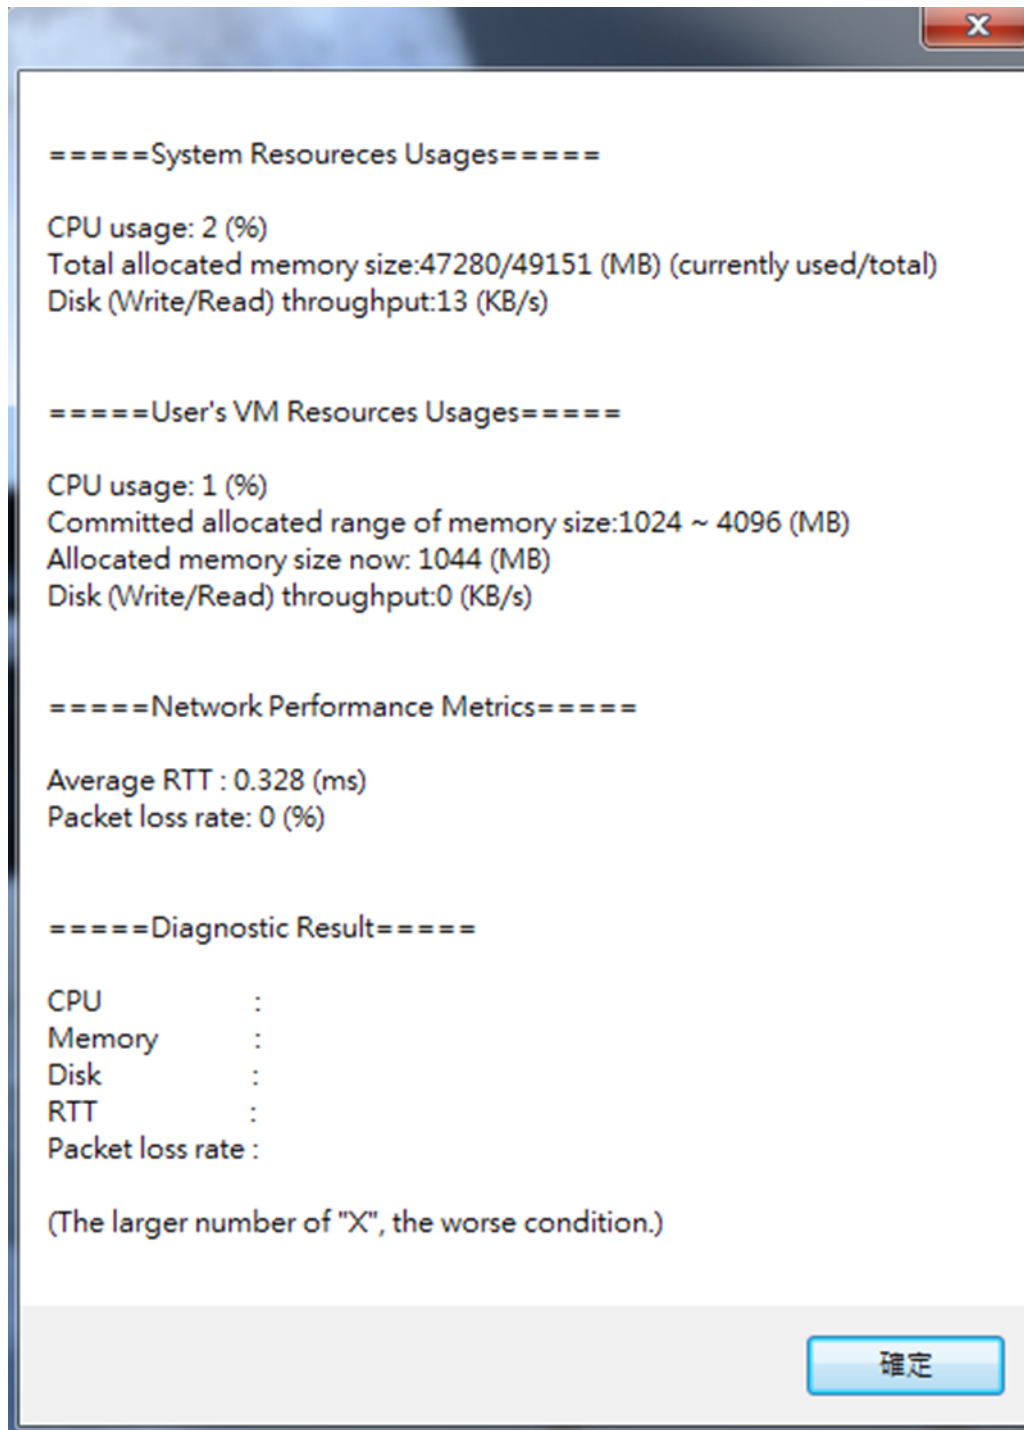 =====System Resoureces Usages=====
CPU usage: 2 (%)
Total allocated memory size:47280/49151 (MB) (currently used/total)
Disk (Write/Read) throughput:13 (KB/s)
=====User's VM Resources Usages=====
CPU usage: 1 (%)
Committed allocated range of memory size:1024 ~ 4096 (MB)
Allocated memory size now: 1044 (MB)
Disk (Write/Read) throughput:0 (KB/s)
=====Network Performance Metrics=====
Average RTT : 0.328 (ms)
Packet loss rate: 0 (%)
=====Diagnostic Result=====
CPU :
Memory :
Disk :
RTT :
Packet loss rate :
(The larger number of "X", the worse condition.)
確定